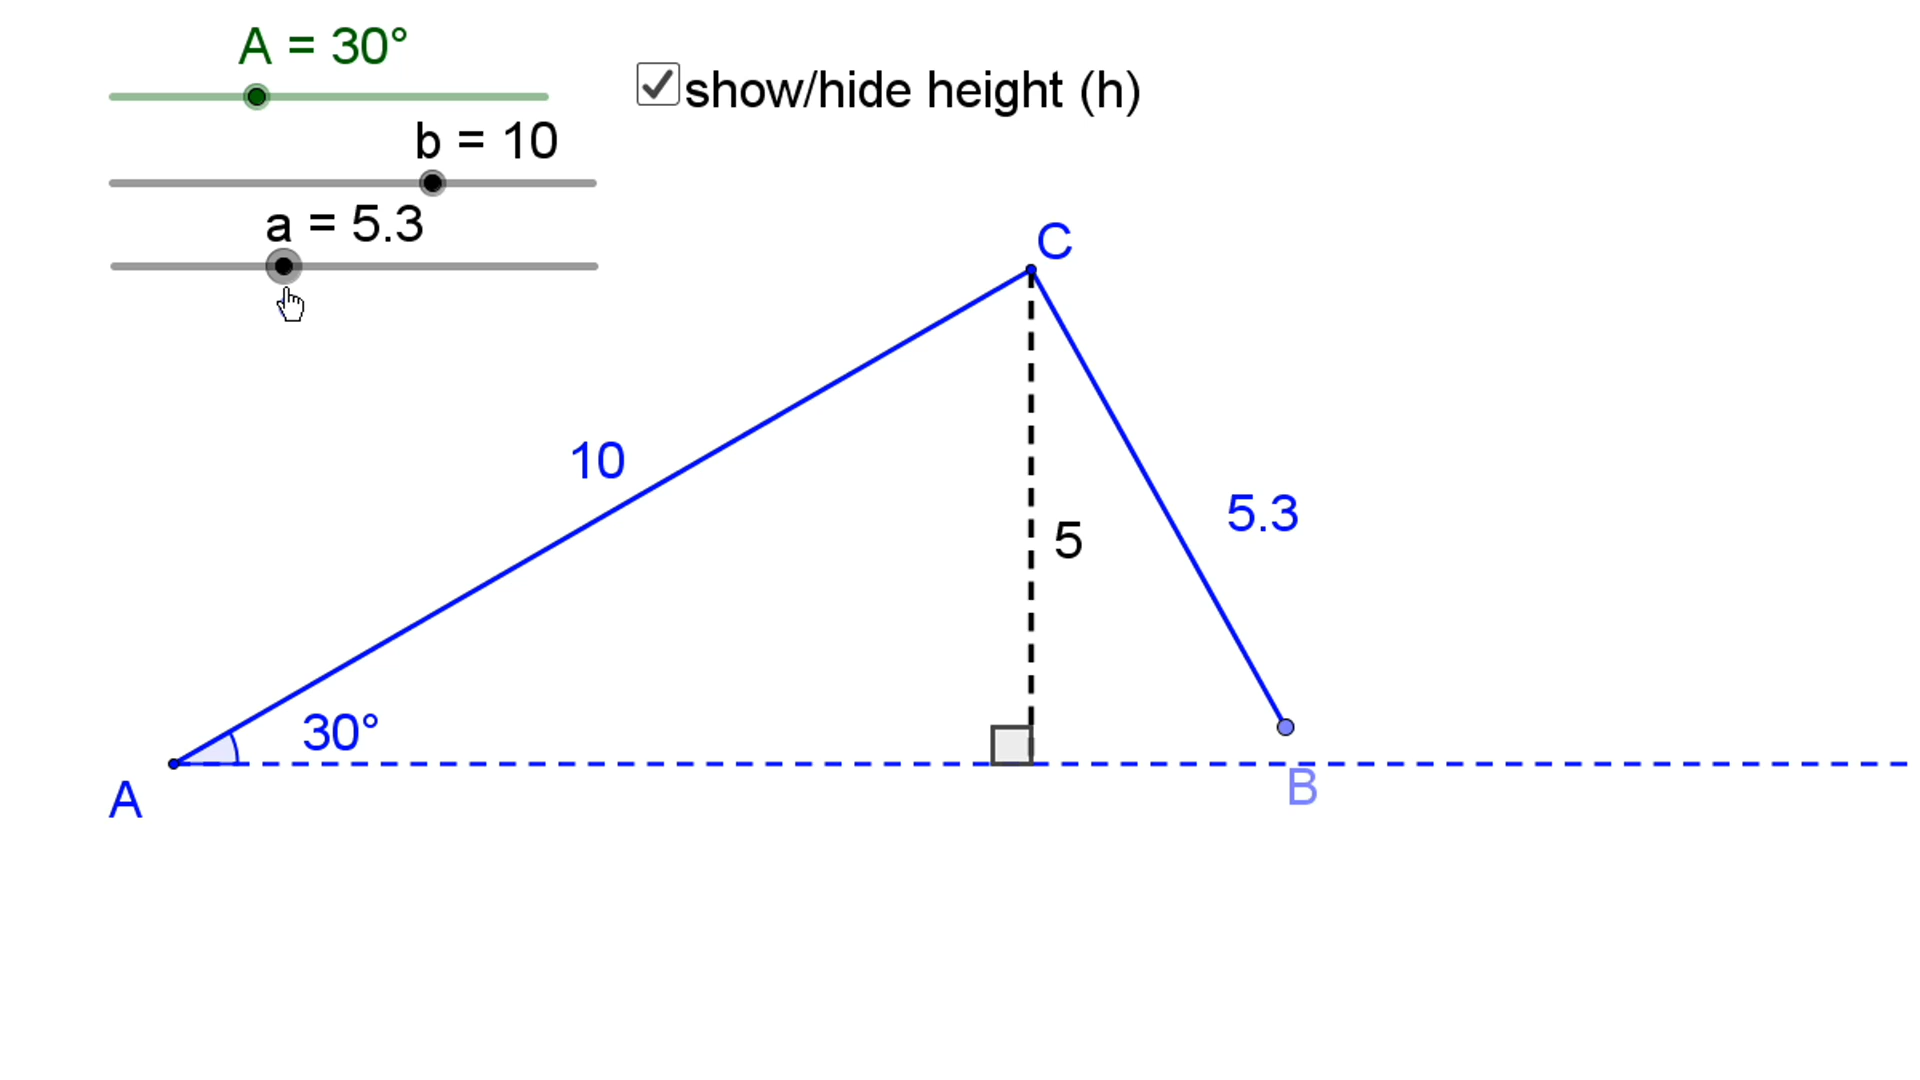 A = 30°
show/hide height (h)
b = 10
a = 5.3
C
10
5.3
5
30°
A
B